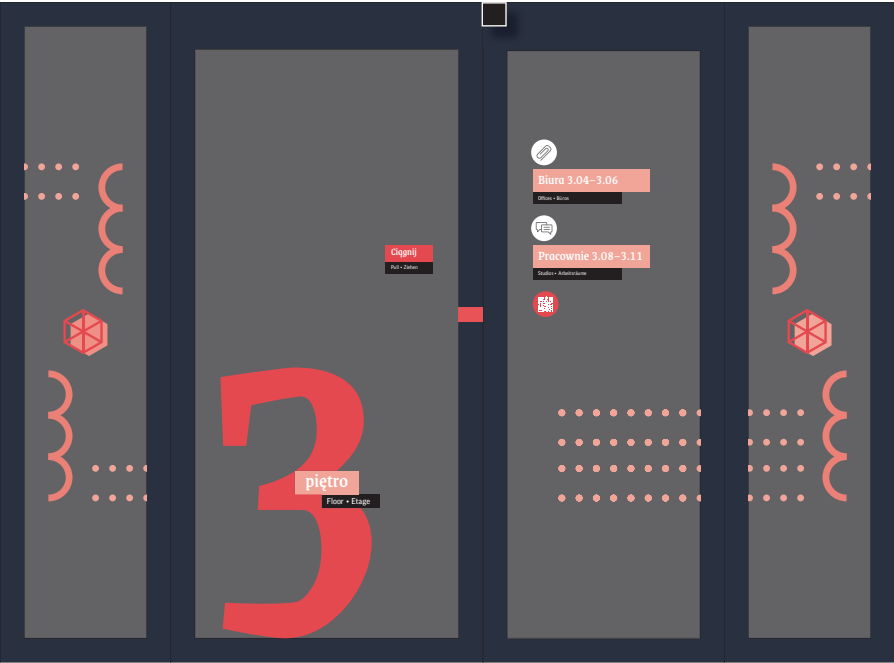 Ciągnij
Pull • Ziehen
3
piętro
Floor • Etage
Biura 3.04–3.06
Offices • Büros
Pracownie 3.08–3.11
Studios • Arbeitsräume